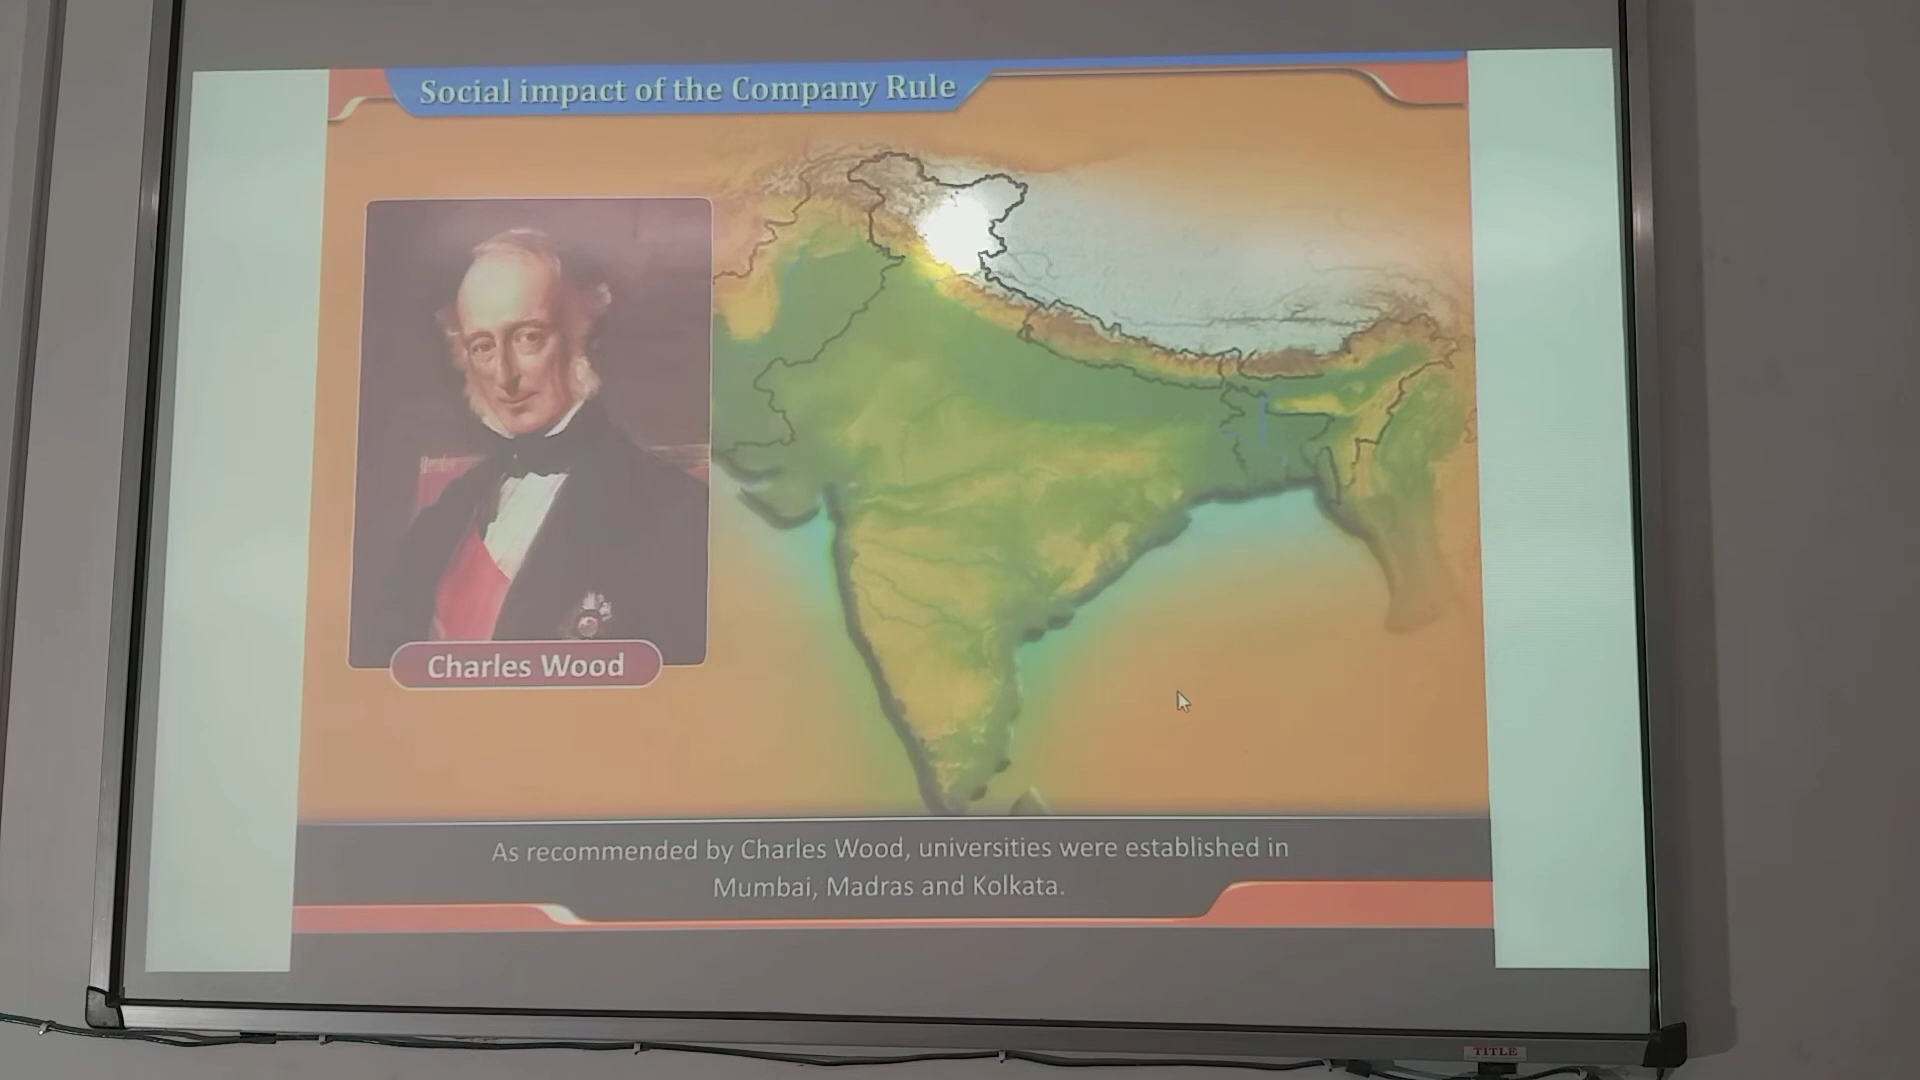 Social impact of the Company Rule
Charles Wood
As recommended by Charles Wood, universities were established in
Mumbai, Madras and Kolkata.
TITLE